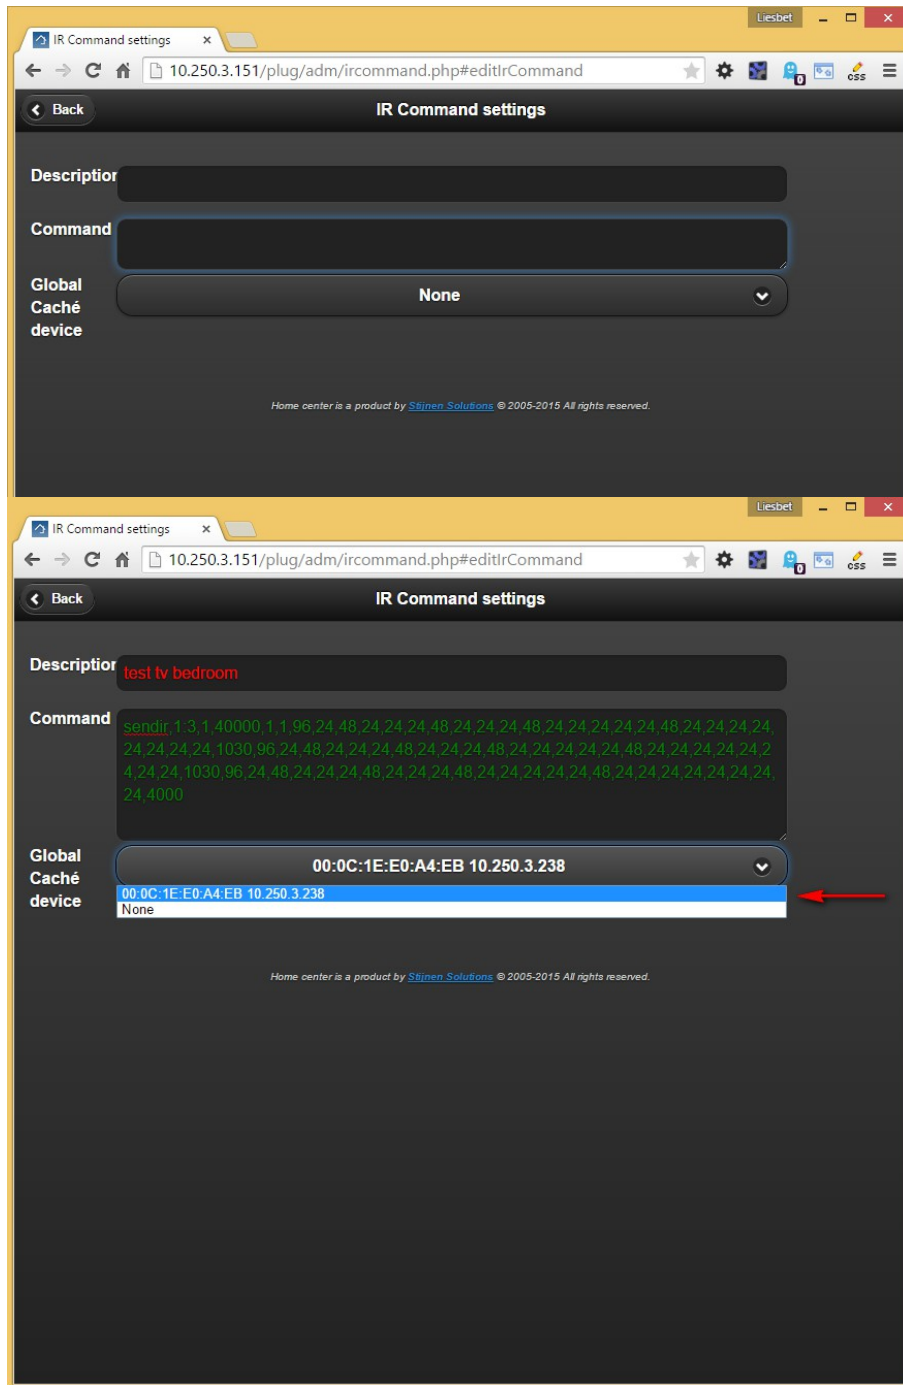 Liesbet
IR Command settings
10.250.3.151/plug/adm/ircommand.php#editIrCommand
0
css
Back
IR Command settings
Description
Command
Global
Caché
device
None
Home center is a product by Stijnen Solutions © 2005-2015 All rights reserved.
Liesbet
IR Command settings
10.250.3.151/plug/adm/ircommand.php#editIrCommand
0
css
Back
IR Command settings
Description
test tv bedroom
Command
sendir,1:3,1,40000,1,1,96,24,48,24,24,24,48,24,24,24,48,24,24,24,24,24,48,24,24,24,
24,24,24,24,1030,96,24,48,24,24,24,48,24,24,24,48,24,24,24,24,24,48,24,24,24,24,24,2
4,24,24,1030,96,24,48,24,24,24,48,24,24,24,48,24,24,24,24,24,48,24,24,24,24,24,24,24,
24,4000
Global
Caché
device
00:0C:1E:E0:A4:EB 10.250.3.238
00:0C:1E:E0:A4:EB 10.250.3.238
None
Home center is a product by Stijnen Solutions © 2005-2015 All rights reserved.